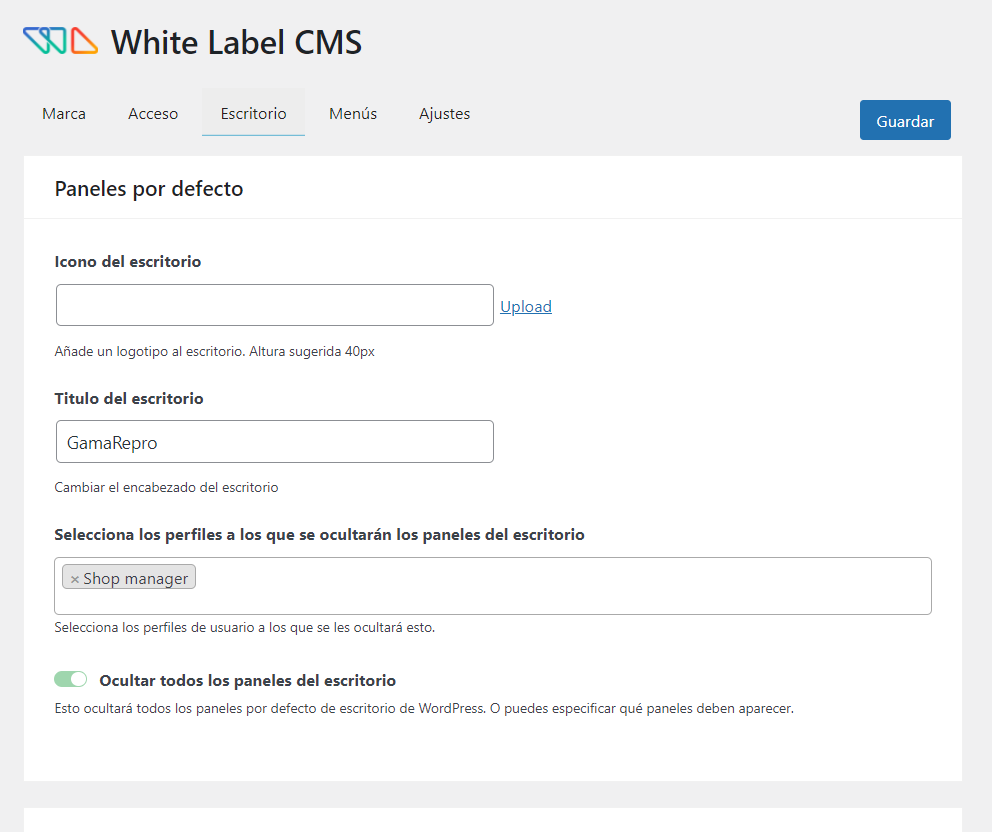 White Label CMS
Marca Acceso Escritorio Menús Ajustes Guardar
Paneles por defecto
Icono del escritorio
Upload
Añade un logotipo al escritorio. Altura sugerida 40px
Titulo del escritorio
GamaRepro
Cambiar el encabezado del escritorio
Selecciona los perfiles a los que se ocultarán los paneles del escritorio
× Shop manager
Selecciona los perfiles de usuario a los que se les ocultará esto.
Ocultar todos los paneles del escritorio
Esto ocultará todos los paneles por defecto de escritorio de WordPress. O puedes especificar qué paneles deben aparecer.